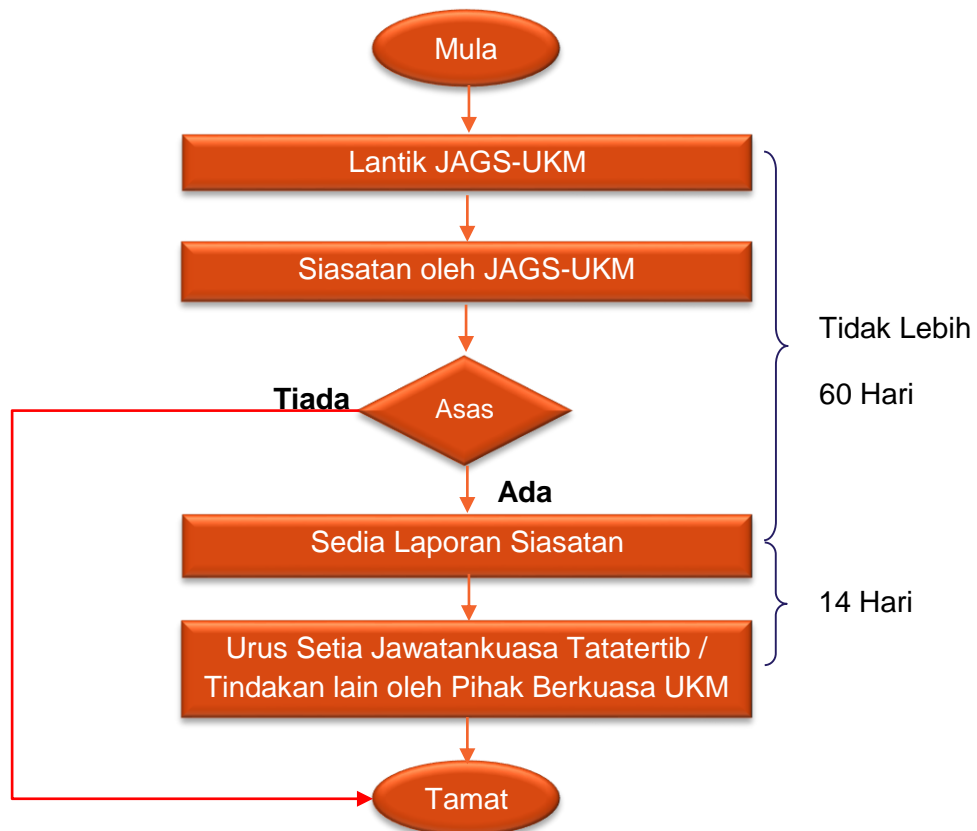 Mula
Lantik JAGS-UKM
Siasatan oleh JAGS-UKM
Tidak Lebih
60 Hari
Tiada
Asas
Ada
Sedia Laporan Siasatan
14 Hari
Urus Setia Jawatankuasa Tatatertib /
Tindakan lain oleh Pihak Berkuasa UKM
Tamat